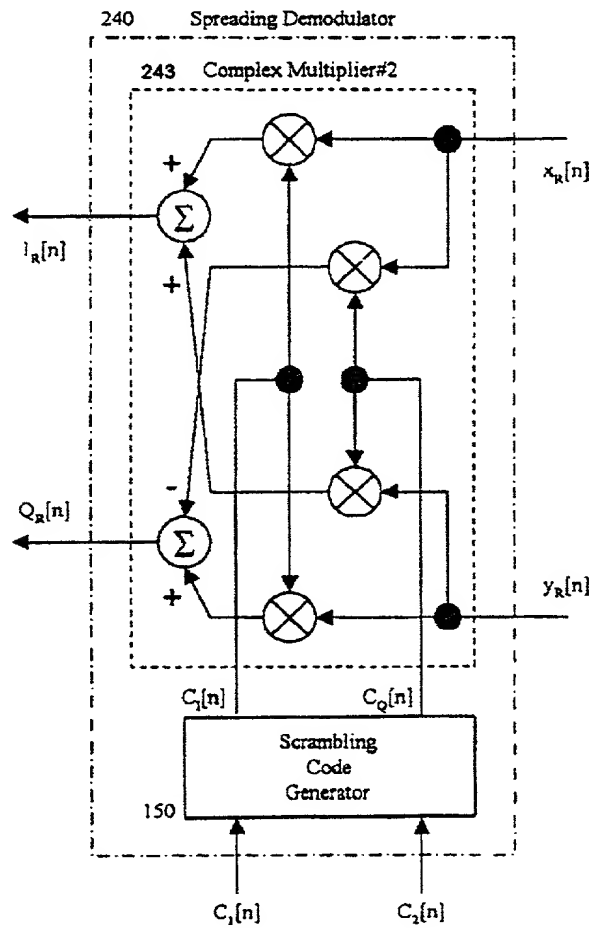 240 Spreading Demodulator
243 Complex Multiplier#2
x_R[n]
+
Σ
I_R[n]
+
-
Q_R[n]
Σ
y_R[n]
+
C_I[n] C_Q[n]
Scrambling
Code
Generator
150
C_1[n] C_2[n]